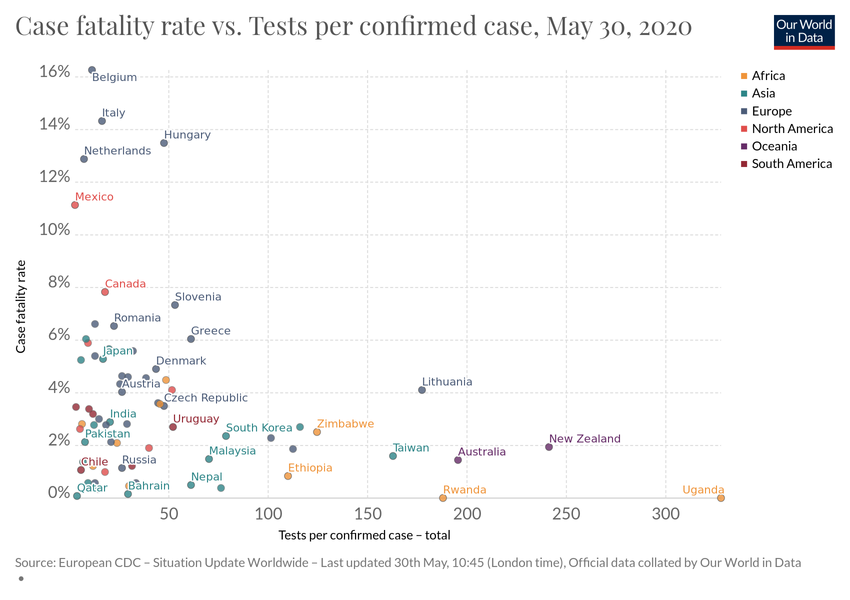 Case fatality rate vs. Tests per confirmed case, May 30, 2020
Our World
in Data
Africa
Asia
Europe
North America
Oceania
South America
16%
14%
12%
10%
8%
6%
4%
2%
0%
Case fatality rate
Belgium
Italy
Hungary
Netherlands
Mexico
Canada
Slovenia
Romania
Greece
Japan
Denmark
Austria
Lithuania
Czech Republic
India
Uruguay
South Korea
Zimbabwe
Pakistan
New Zealand
Malaysia
Taiwan
Australia
Chile
Russia
Ethiopia
Nepal
Qatar
Bahrain
Rwanda
Uganda
50
100
150
200
250
300
Tests per confirmed case – total
Source: European CDC – Situation Update Worldwide – Last updated 30th May, 10:45 (London time), Official data collated by Our World in Data